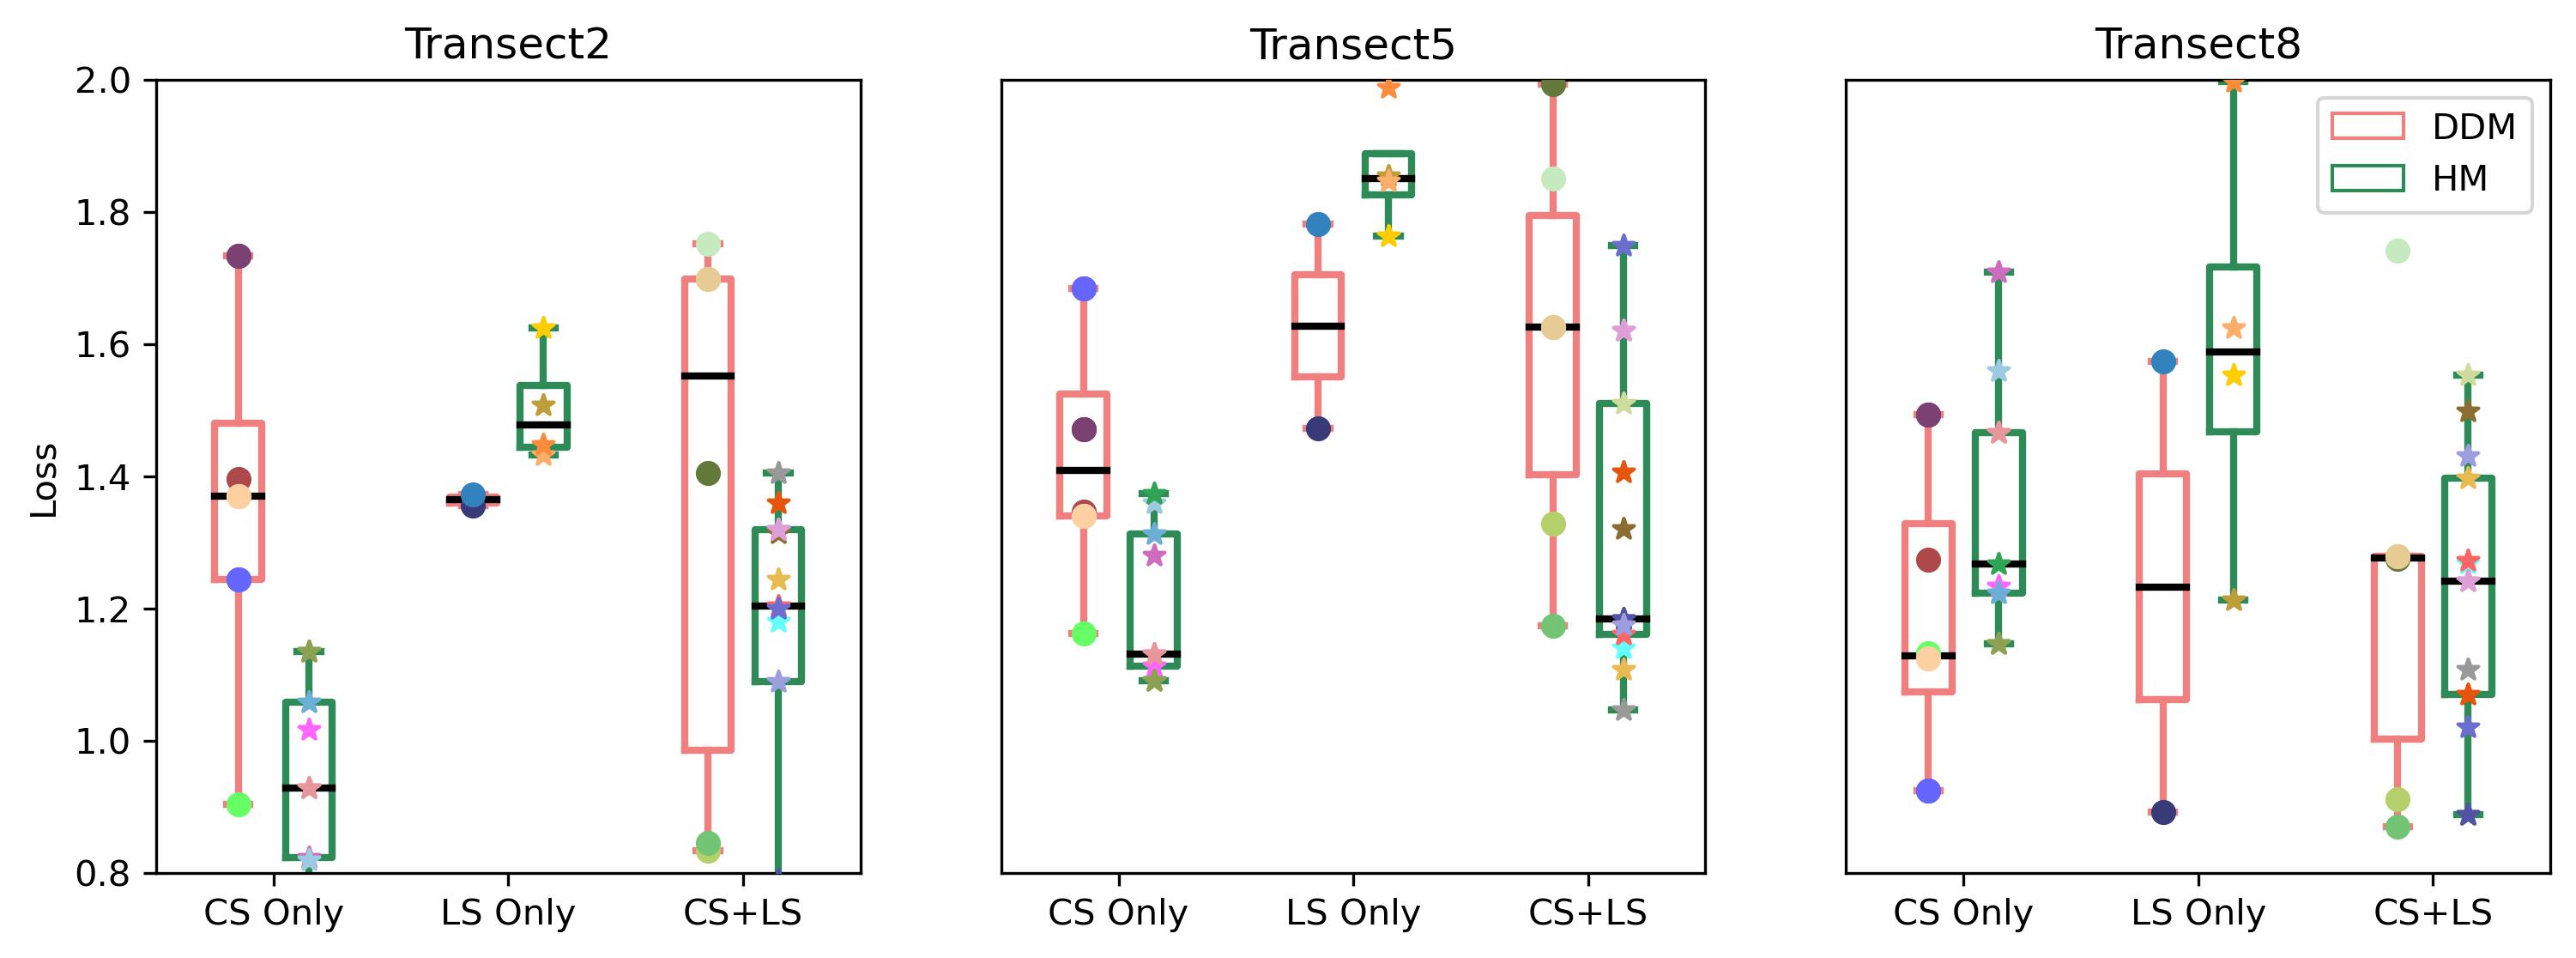 Transect2
Transect5
Transect8
2.0
1.8
1.6
1.4
1.2
1.0
0.8
Loss
DDM
HM
CS Only
LS Only
CS+LS
CS Only
LS Only
CS+LS
CS Only
LS Only
CS+LS